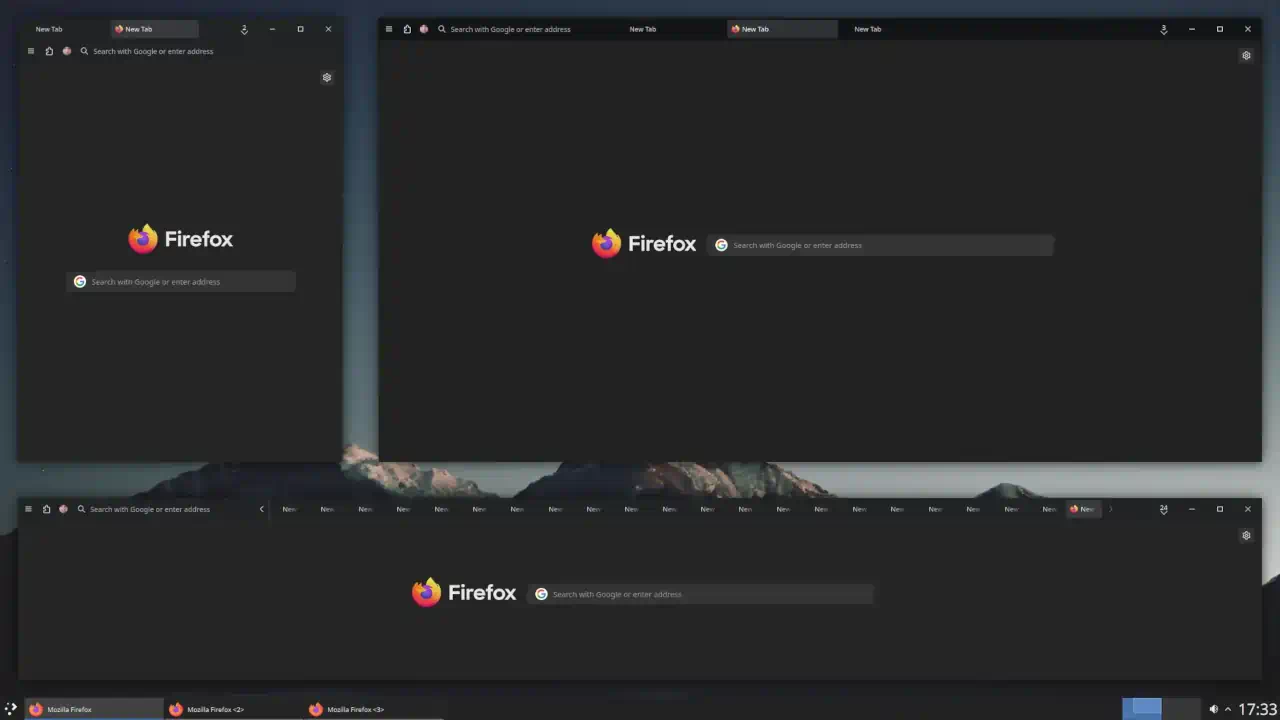 New Tab New Tab 2
Search with Google or enter address
Firefox
Search with Google or enter address
Search with Google or enter address New Tab New Tab New Tab 3
Firefox Search with Google or enter address
Search with Google or enter address New New New New New New New New New New New New New New New New New New New New New New 24
Firefox Search with Google or enter address
Mozilla Firefox Mozilla Firefox <2> Mozilla Firefox <3> 17:33